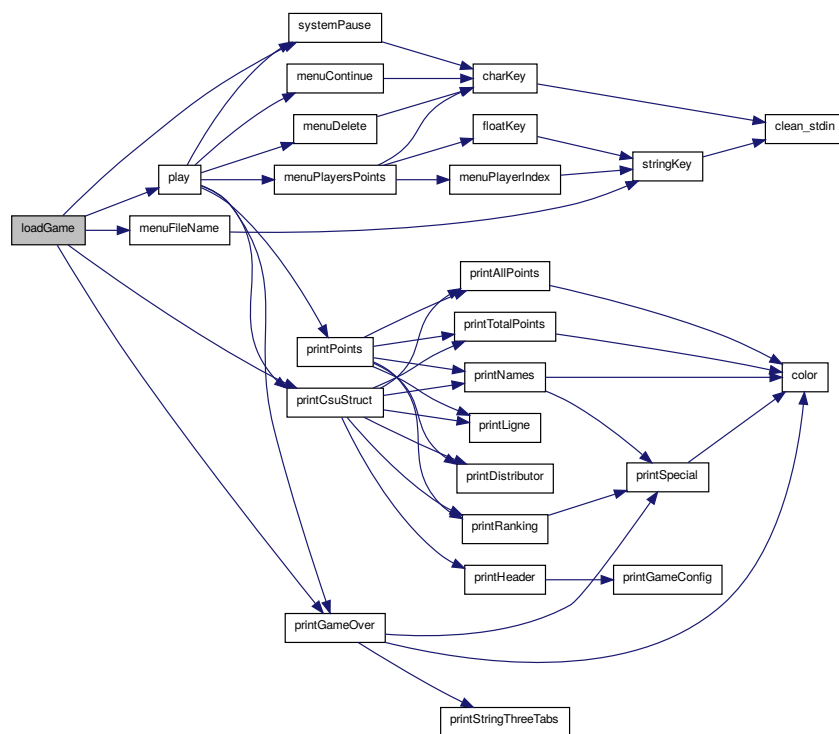 systemPause
menuContinue
charKey
menuDelete
floatKey
clean_stdin
play
menuPlayersPoints
menuPlayerIndex
stringKey
loadGame
menuFileName
printAllPoints
printTotalPoints
printPoints
printNames
color
printCsuStruct
printLigne
printDistributor
printSpecial
printRanking
printHeader
printGameConfig
printGameOver
printStringThreeTabs